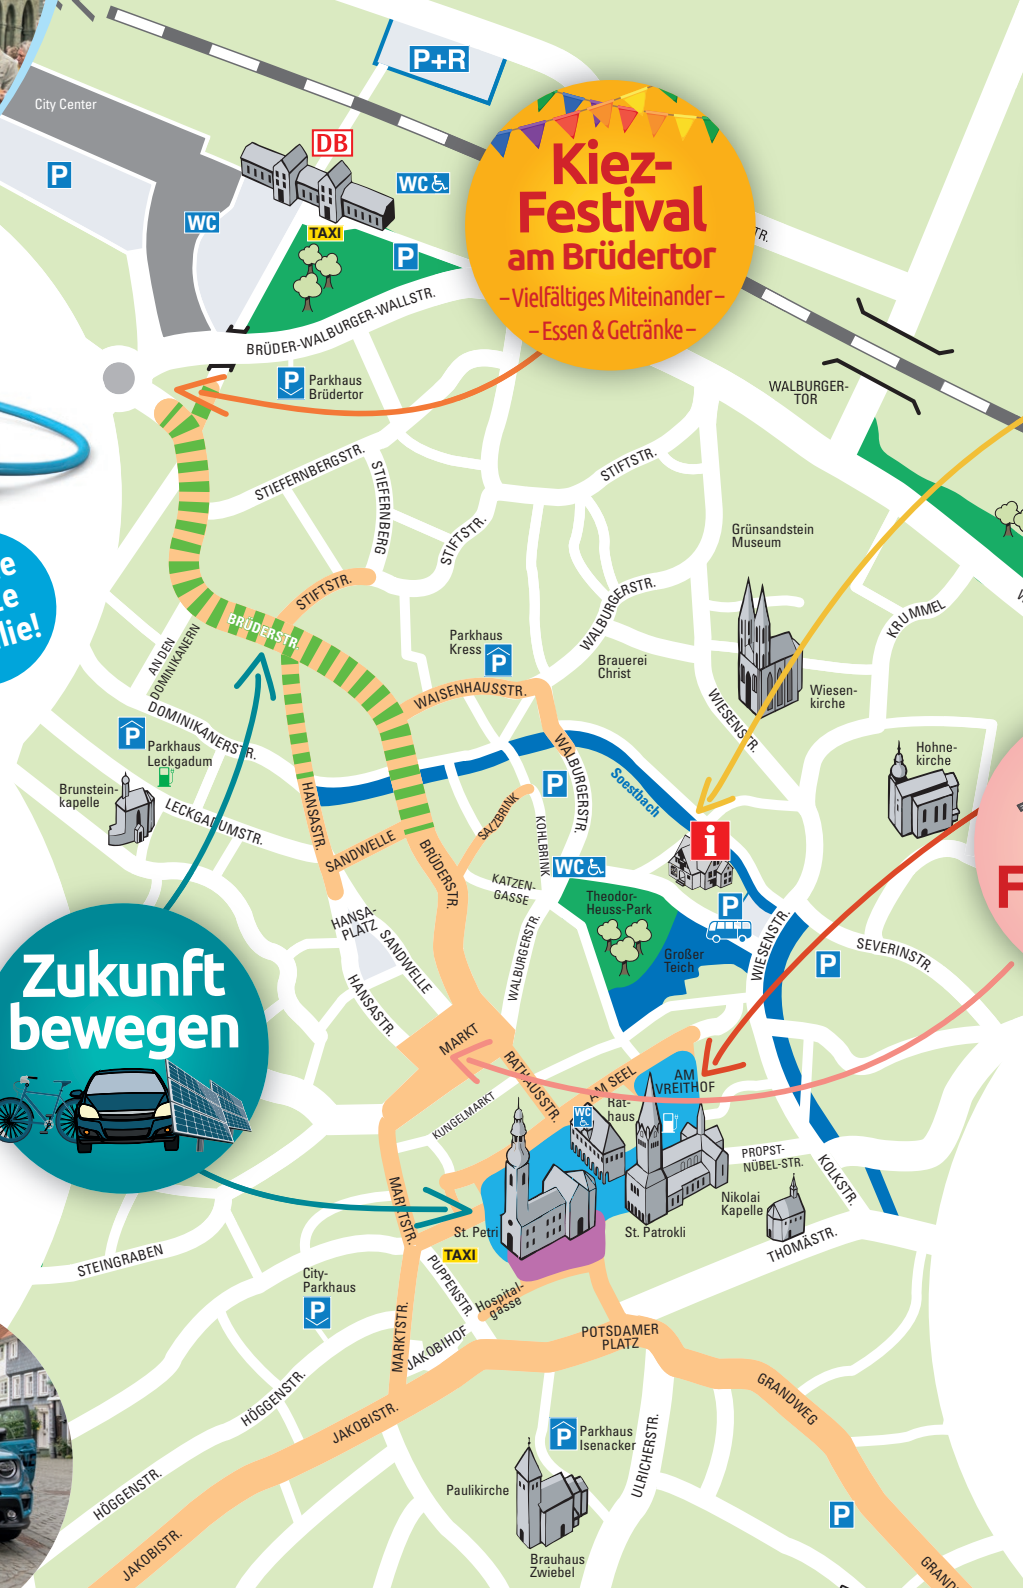 P+R
City Center
DB
P
WC
WC
TAXI
P
Kiez-
Festival
am Brüdertor
– Vielfältiges Miteinander –
– Essen & Getränke –
TR.
BRÜDER-WALBURGER-WALLSTR.
P
Parkhaus
Brüdertor
WALBURGER-
TOR
STIEFERNBERGSTR.
STIEFERNBERG
STIFTSTR.
STIFTSTR.
Grünsandstein
Museum
STIFTSTR.
WALBURGERSTR.
KRUMMEL
BRÜDERSTR.
lie!
AN DEN
DOMINIKANERN
Parkhaus
Kress
P
Brauerei
Christ
WAISENHAUSSTR.
WIESENSTR.
Wiesen-
kirche
DOMINIKANERSTR.
P
Parkhaus
Leckgadum
WALBURGERSTR.
Hohne-
kirche
Brunstein-
kapelle
LECKGADUMSTR.
HANSASTR.
P
Soestbach
SALZBRINK
KOHLBRINK
SANDWELLE
BRÜDERSTR.
i
WC
KATZEN-
GASSE
Theodor-
Heuss-Park
P
F
HANSA-
PLATZ
SANDWELLE
WALBURGERSTR.
Großer
Teich
WIESENSTR.
SEVERINSTR.
P
Zukunft
bewegen
HANSASTR.
MARKT
RATHAUSSTR.
AM SEEL
AM
VREITHOF
KUNGELMARKT
WC
Rat-
haus
PROPST-
NÜBEL-STR.
KOLKSTR.
MARKTSTR.
Nikolai
Kapelle
St. Petri
St. Patrokli
THOMÄSTR.
TAXI
STEINGRABEN
City-
Parkhaus
P
PUPPENSTR.
Hospital-
gasse
MARKTSTR.
JAKOBIHOF
POTSDAMER
PLATZ
HÖGGENSTR.
JAKOBISTR.
GRANDWEG
P
Parkhaus
Isenacker
ULRICHERSTR.
Paulikirche
HÖGGENSTR.
P
JAKOBISTR.
Brauhaus
Zwiebel